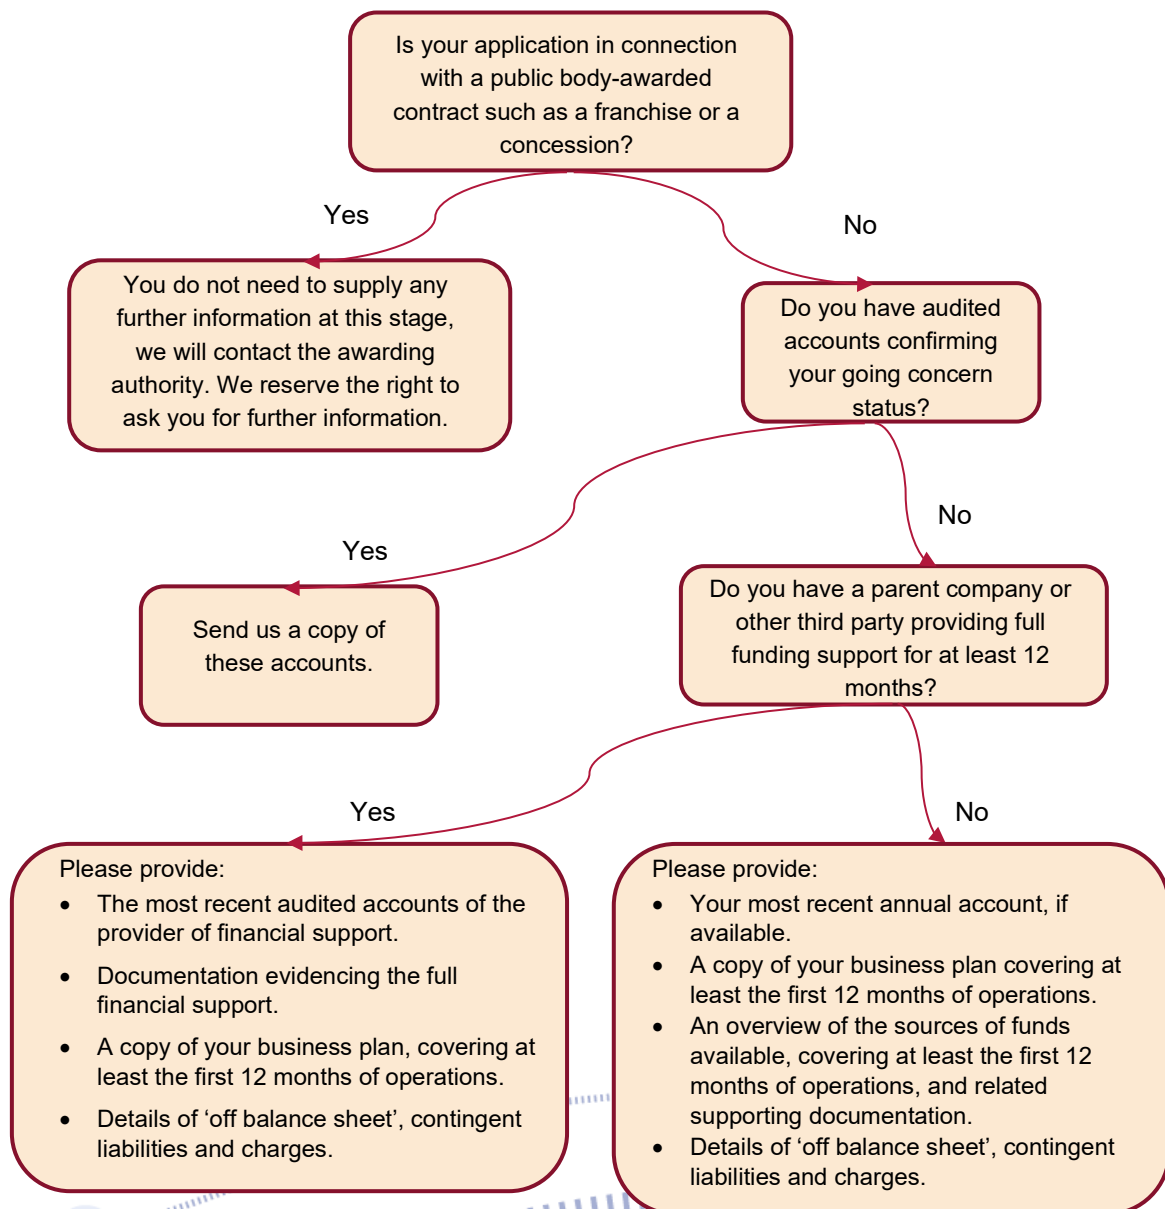 Is your application in connection
with a public body-awarded
contract such as a franchise or a
concession?
Yes
No
You do not need to supply any
further information at this stage,
we will contact the awarding
authority. We reserve the right to
ask you for further information.
Do you have audited
accounts confirming
your going concern
status?
Yes
No
Send us a copy of
these accounts.
Do you have a parent company or
other third party providing full
funding support for at least 12
months?
Yes
No
Please provide:
• The most recent audited accounts of the
provider of financial support.
• Documentation evidencing the full
financial support.
• A copy of your business plan, covering at
least the first 12 months of operations.
• Details of ‘off balance sheet’, contingent
liabilities and charges.
Please provide:
• Your most recent annual account, if
available.
• A copy of your business plan covering at
least the first 12 months of operations.
• An overview of the sources of funds
available, covering at least the first 12
months of operations, and related
supporting documentation.
• Details of ‘off balance sheet’, contingent
liabilities and charges.